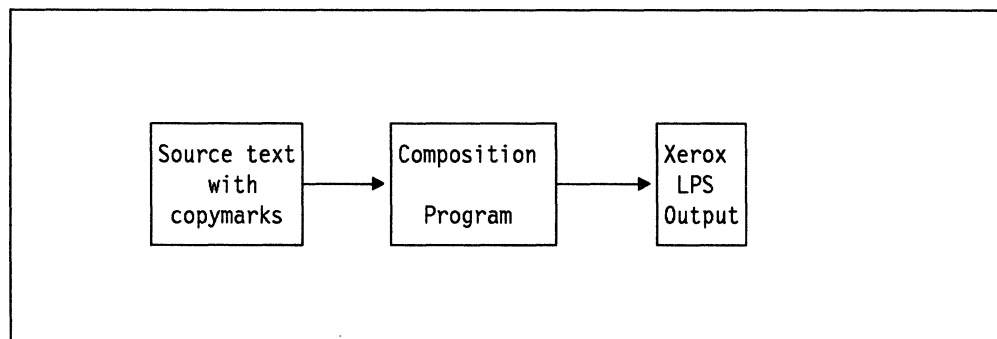 Source text
with
copymarks
Composition
Program
Xerox
LPS
Output